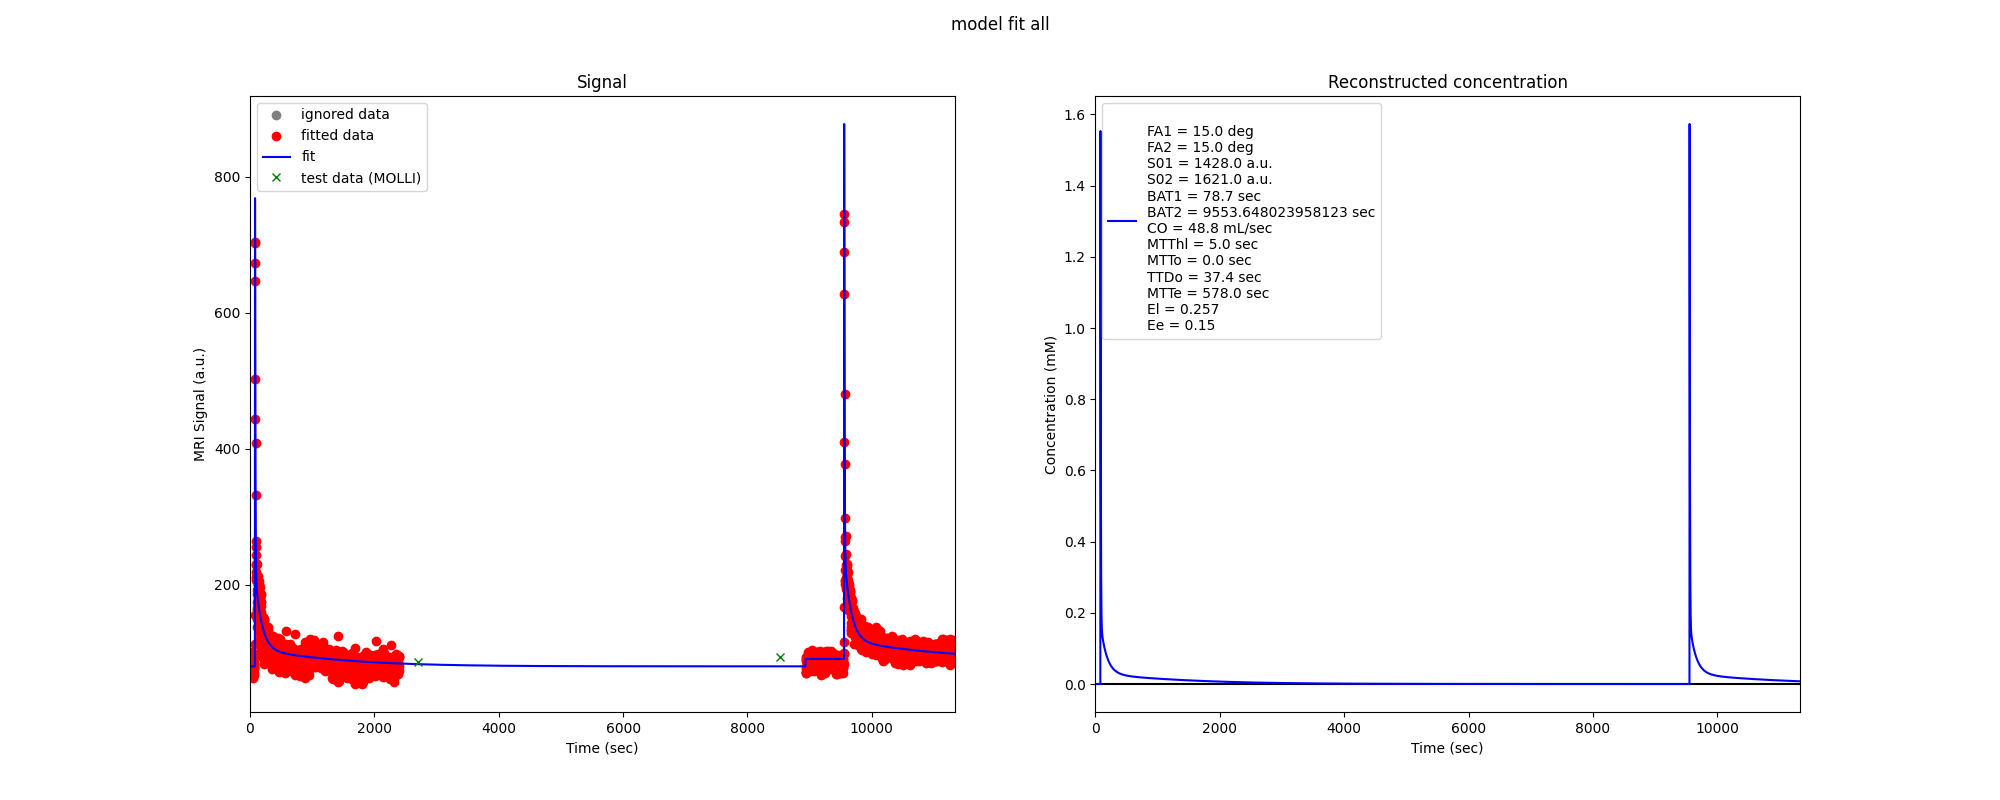 model fit all
Signal
ignored data
fitted data
fit
test data (MOLLI)
MRI Signal (a.u.)
800
600
400
200
0
2000
4000
6000
8000
10000
Time (sec)
Reconstructed concentration
FA1 = 15.0 deg
FA2 = 15.0 deg
S01 = 1428.0 a.u.
S02 = 1621.0 a.u.
BAT1 = 78.7 sec
BAT2 = 9553.648023958123 sec
CO = 48.8 mL/sec
MTThl = 5.0 sec
MTTo = 0.0 sec
TTDo = 37.4 sec
MTTe = 578.0 sec
El = 0.257
Ee = 0.15
Concentration (mM)
1.6
1.4
1.2
1.0
0.8
0.6
0.4
0.2
0.0
0
2000
4000
6000
8000
10000
Time (sec)